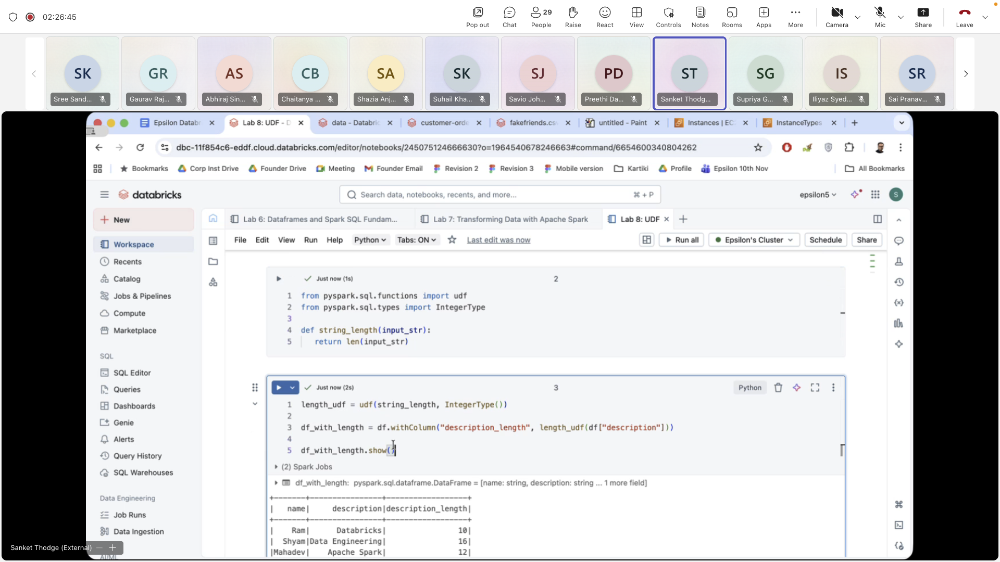 02:26:45
Pop out
Chat
29
People
Raise
React
View
Controls
Notes
Rooms
Apps
More
Camera
Mic
Share
Leave
SK
GR
AS
CB
SA
SK
SJ
PD
ST
SG
IS
SR
Sree Sand...
Gaurav Raj...
Abhiraj Sin...
Chaitanya ...
Shazia Anj...
Suhail Kha...
Savio Joh...
Preethi Da...
Sanket Thodg...
Supriya G...
Iliyaz Syed...
Sai Pranav...
Epsilon Databr
Lab 8: UDF - D
data - Databric
customer-orde
fakefriends.cs
untitled - Paint
Instances | EC
InstanceTypes
dbc-11f854c6-eddf.cloud.databricks.com/editor/notebooks/245075124666630?o=1964540678246663#command/6654600340804262
Bookmarks
Corp Inst Drive
Founder Drive
Meeting
Founder Email
Revision 2
Revision 3
Mobile version
Kartiki
Profile
Epsilon 10th Nov
All Bookmarks
databricks
Search data, notebooks, recents, and more...
⌘ + P
epsilon5
S
New
Workspace
Recents
Catalog
Jobs & Pipelines
Compute
Marketplace
SQL
SQL Editor
Queries
Dashboards
Genie
Alerts
Query History
SQL Warehouses
Data Engineering
Job Runs
Data Ingestion
AI/ML
Lab 6: Dataframes and Spark SQL Fundam...
Lab 7: Transforming Data with Apache Spark
Lab 8: UDF
File Edit View Run Help Python Tabs: ON Last edit was now
Run all
Epsilon's Cluster
Schedule
Share
Just now (1s)
2
1 from pyspark.sql.functions import udf
2 from pyspark.sql.types import IntegerType
3
4 def string_length(input_str):
5 return len(input_str)
Just now (2s)
3
Python
1 length_udf = udf(string_length, IntegerType())
2
3 df_with_length = df.withColumn("description_length", length_udf(df["description"]))
4
5 df_with_length.show()
(2) Spark Jobs
df_with_length: pyspark.sql.dataframe.DataFrame = [name: string, description: string ... 1 more field]
+-------+----------------+------------------+
| name| description|description_length|
+-------+----------------+------------------+
| Ram| Databricks| 10|
| Shyam|Data Engineering| 16|
|Mahadev| Apache Spark| 12|
Sanket Thodge (External)